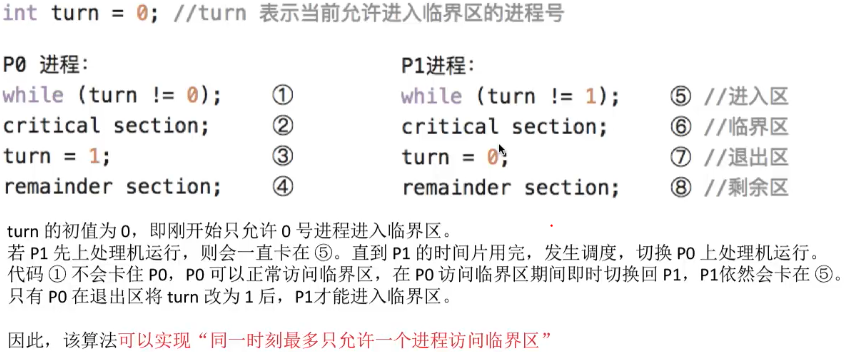 int turn = 0; //turn 表示当前允许进入临界区的进程号
P0 进程: P1进程:
while (turn != 0); ① while (turn != 1); ⑤ //进入区
critical section; ② critical section; ⑥ //临界区
turn = 1; ③ turn = 0; ⑦ //退出区
remainder section; ④ remainder section; ⑧ //剩余区
turn 的初值为 0，即刚开始只允许 0 号进程进入临界区。
若 P1 先上处理机运行，则会一直卡在 ⑤。直到 P1 的时间片用完，发生调度，切换 P0 上处理机运行。
代码 ① 不会卡住 P0，P0 可以正常访问临界区，在 P0 访问临界区期间即时切换回 P1，P1依然会卡在 ⑤。
只有 P0 在退出区将 turn 改为 1 后，P1才能进入临界区。
因此，该算法可以实现“同一时刻最多只允许一个进程访问临界区”